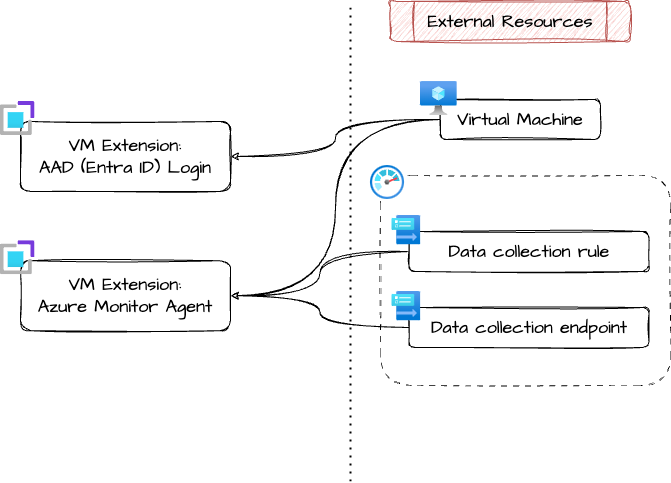 External Resources
Virtual Machine
VM Extension:
AAD (Entra ID) Login
Data collection rule
VM Extension:
Azure Monitor Agent
Data collection endpoint